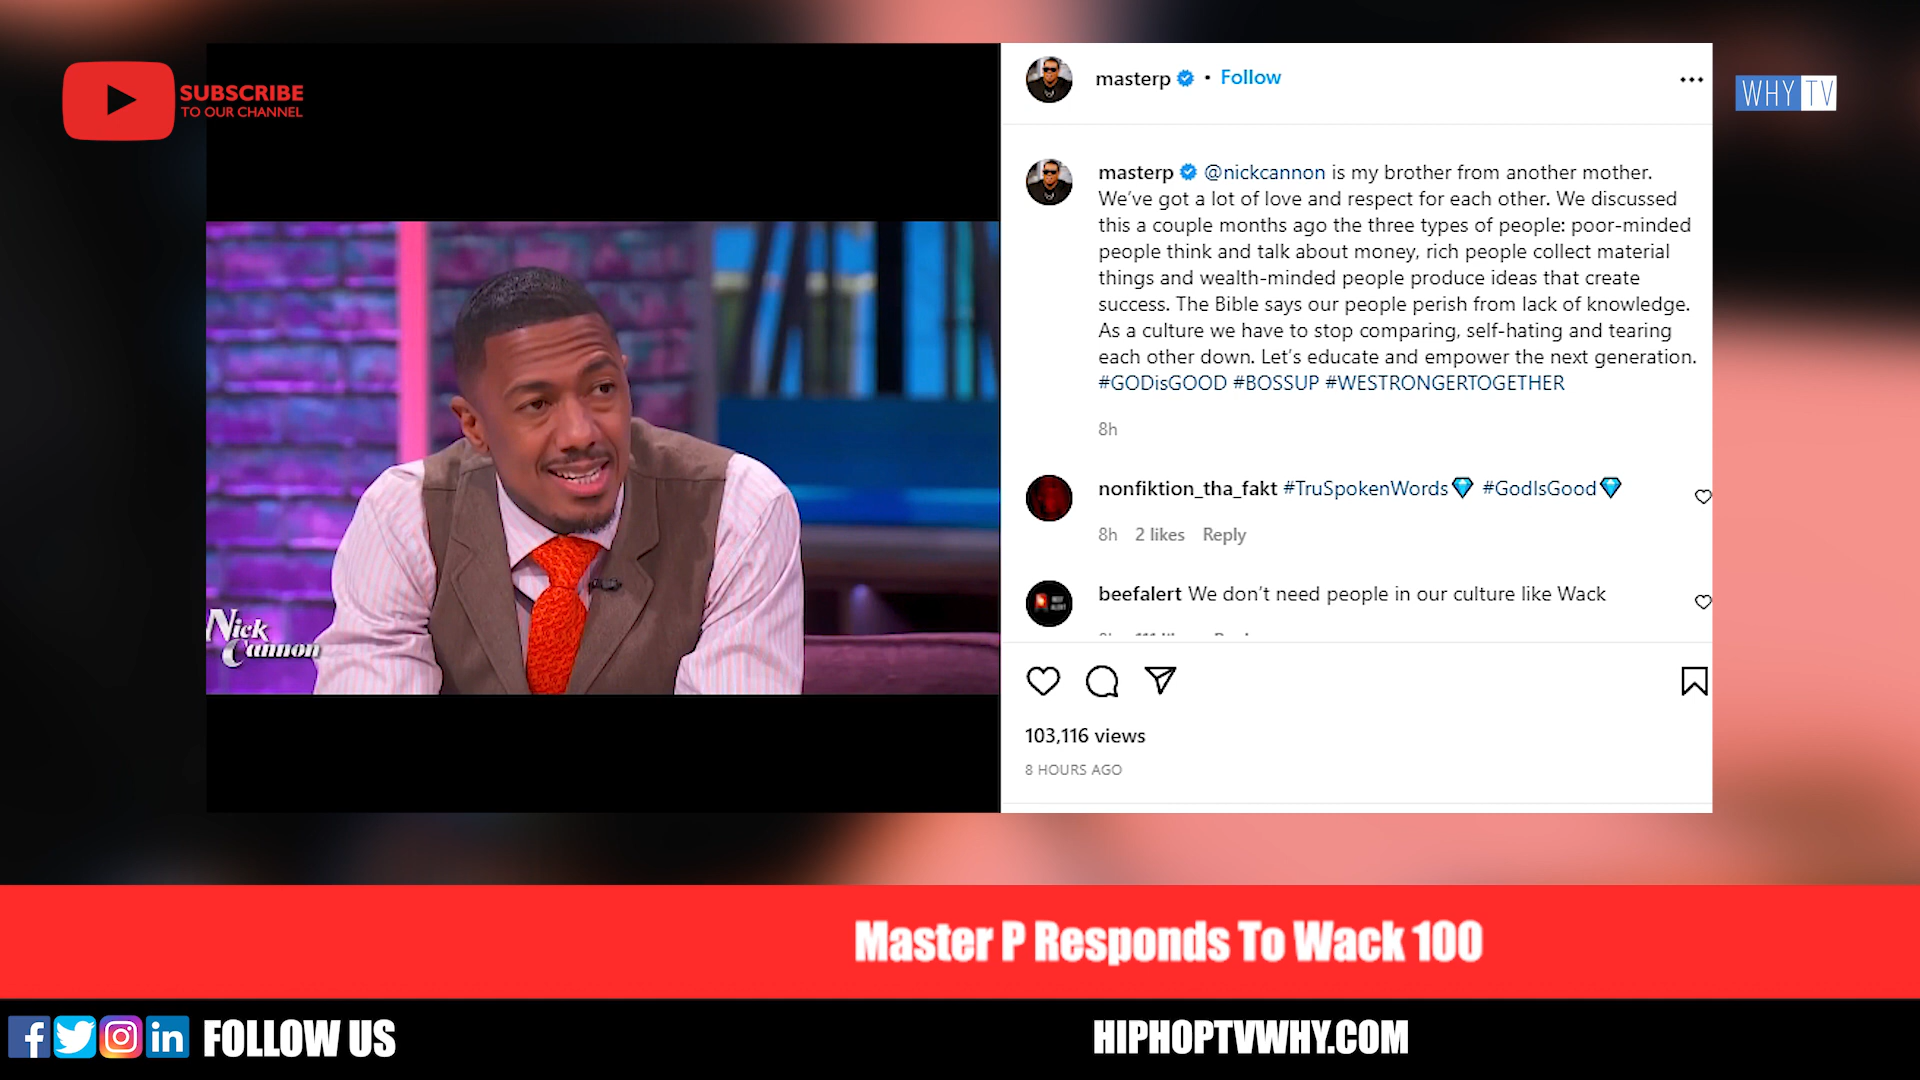 SUBSCRIBE
TO OUR CHANNEL
WHY TV
Nick
Cannon
masterp • Follow
masterp @nickcannon is my brother from another mother.
We’ve got a lot of love and respect for each other. We discussed
this a couple months ago the three types of people: poor-minded
people think and talk about money, rich people collect material
things and wealth-minded people produce ideas that create
success. The Bible says our people perish from lack of knowledge.
As a culture we have to stop comparing, self-hating and tearing
each other down. Let’s educate and empower the next generation.
#GODisGOOD #BOSSUP #WESTRONGERTOGETHER
8h
nonfiktion_tha_fakt #TruSpokenWords💎 #GodIsGood💎
8h 2 likes Reply
beefalert We don't need people in our culture like Wack
103,116 views
8 HOURS AGO
Master P Responds To Wack 100
FOLLOW US
HIPHOPTVWHY.COM